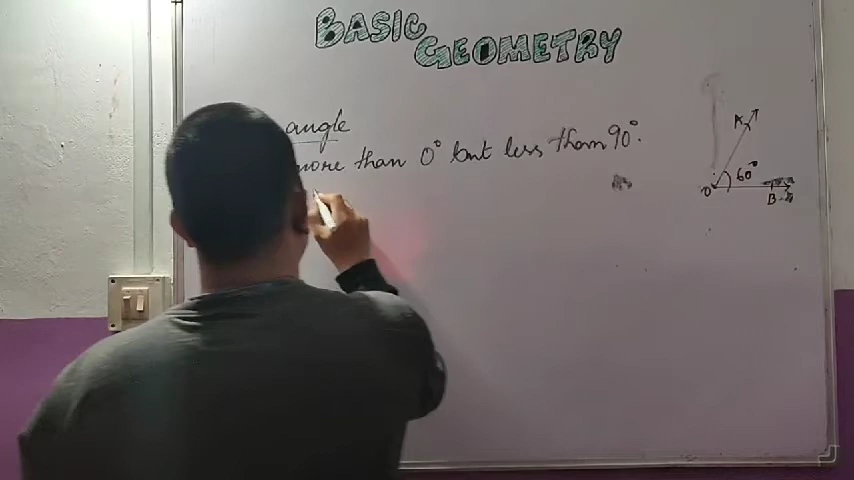 BASIC
GEOMETRY
angle
more than 0° but less than 90°.
A
60°
O
B